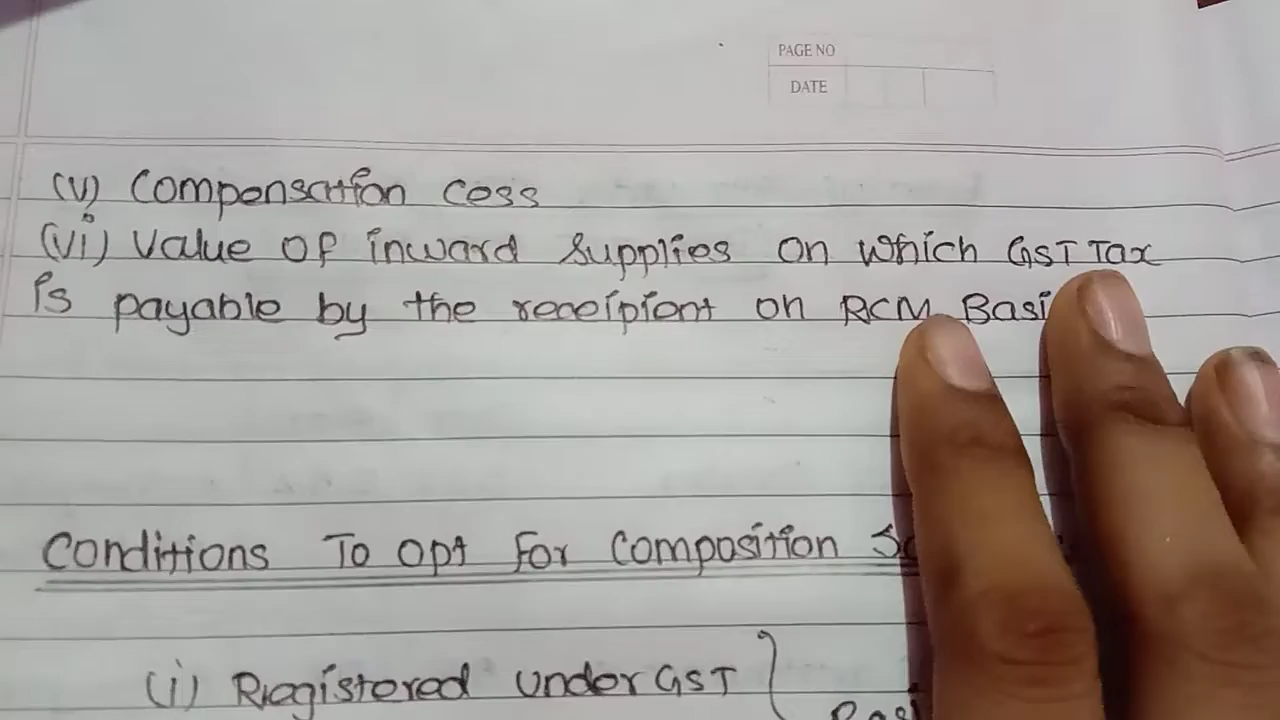 PAGE NO
DATE
(v) Compensation Cess
(vi) Value of inward Supplies on which GST Tax
is payable by the receipient on RCM Basi
Conditions To opt For Composition
(i) Registered under GST